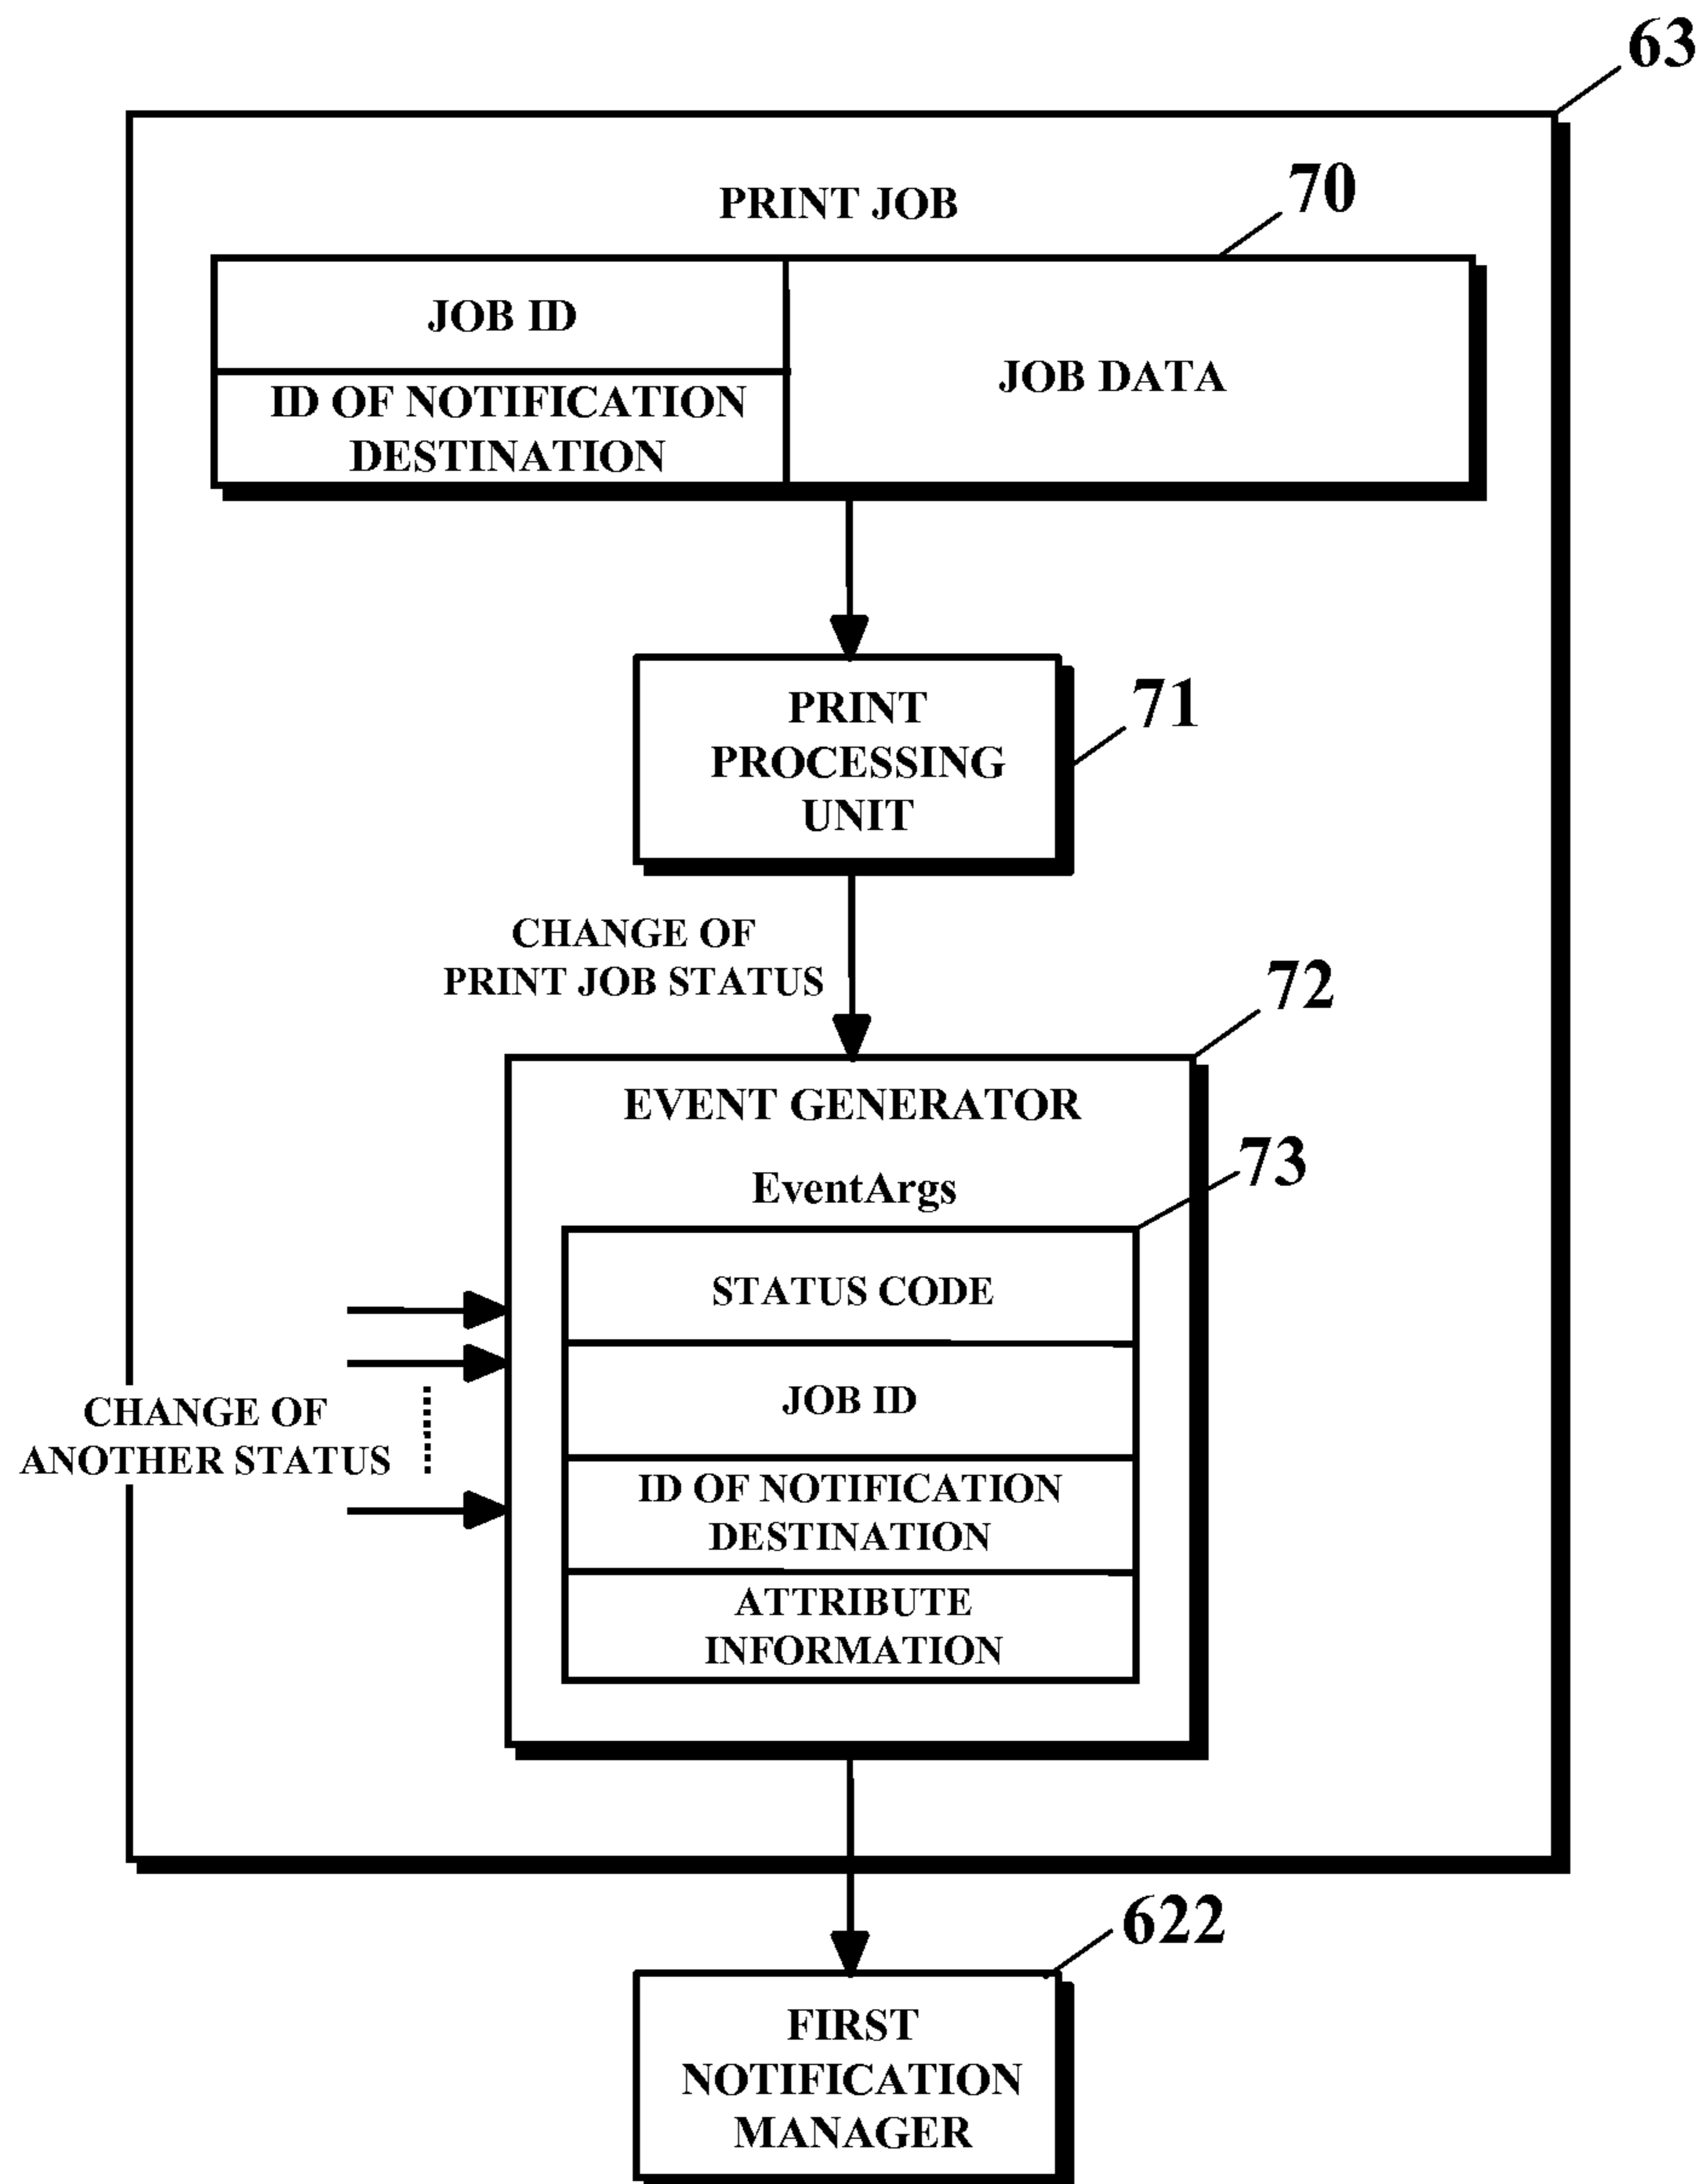 63
PRINT JOB
70
JOB ID
JOB DATA
ID OF NOTIFICATION
DESTINATION
PRINT
PROCESSING
UNIT
71
CHANGE OF
PRINT JOB STATUS
72
EVENT GENERATOR
EventArgs
73
STATUS CODE
JOB ID
CHANGE OF
ANOTHER STATUS
ID OF NOTIFICATION
DESTINATION
ATTRIBUTE
INFORMATION
622
FIRST
NOTIFICATION
MANAGER